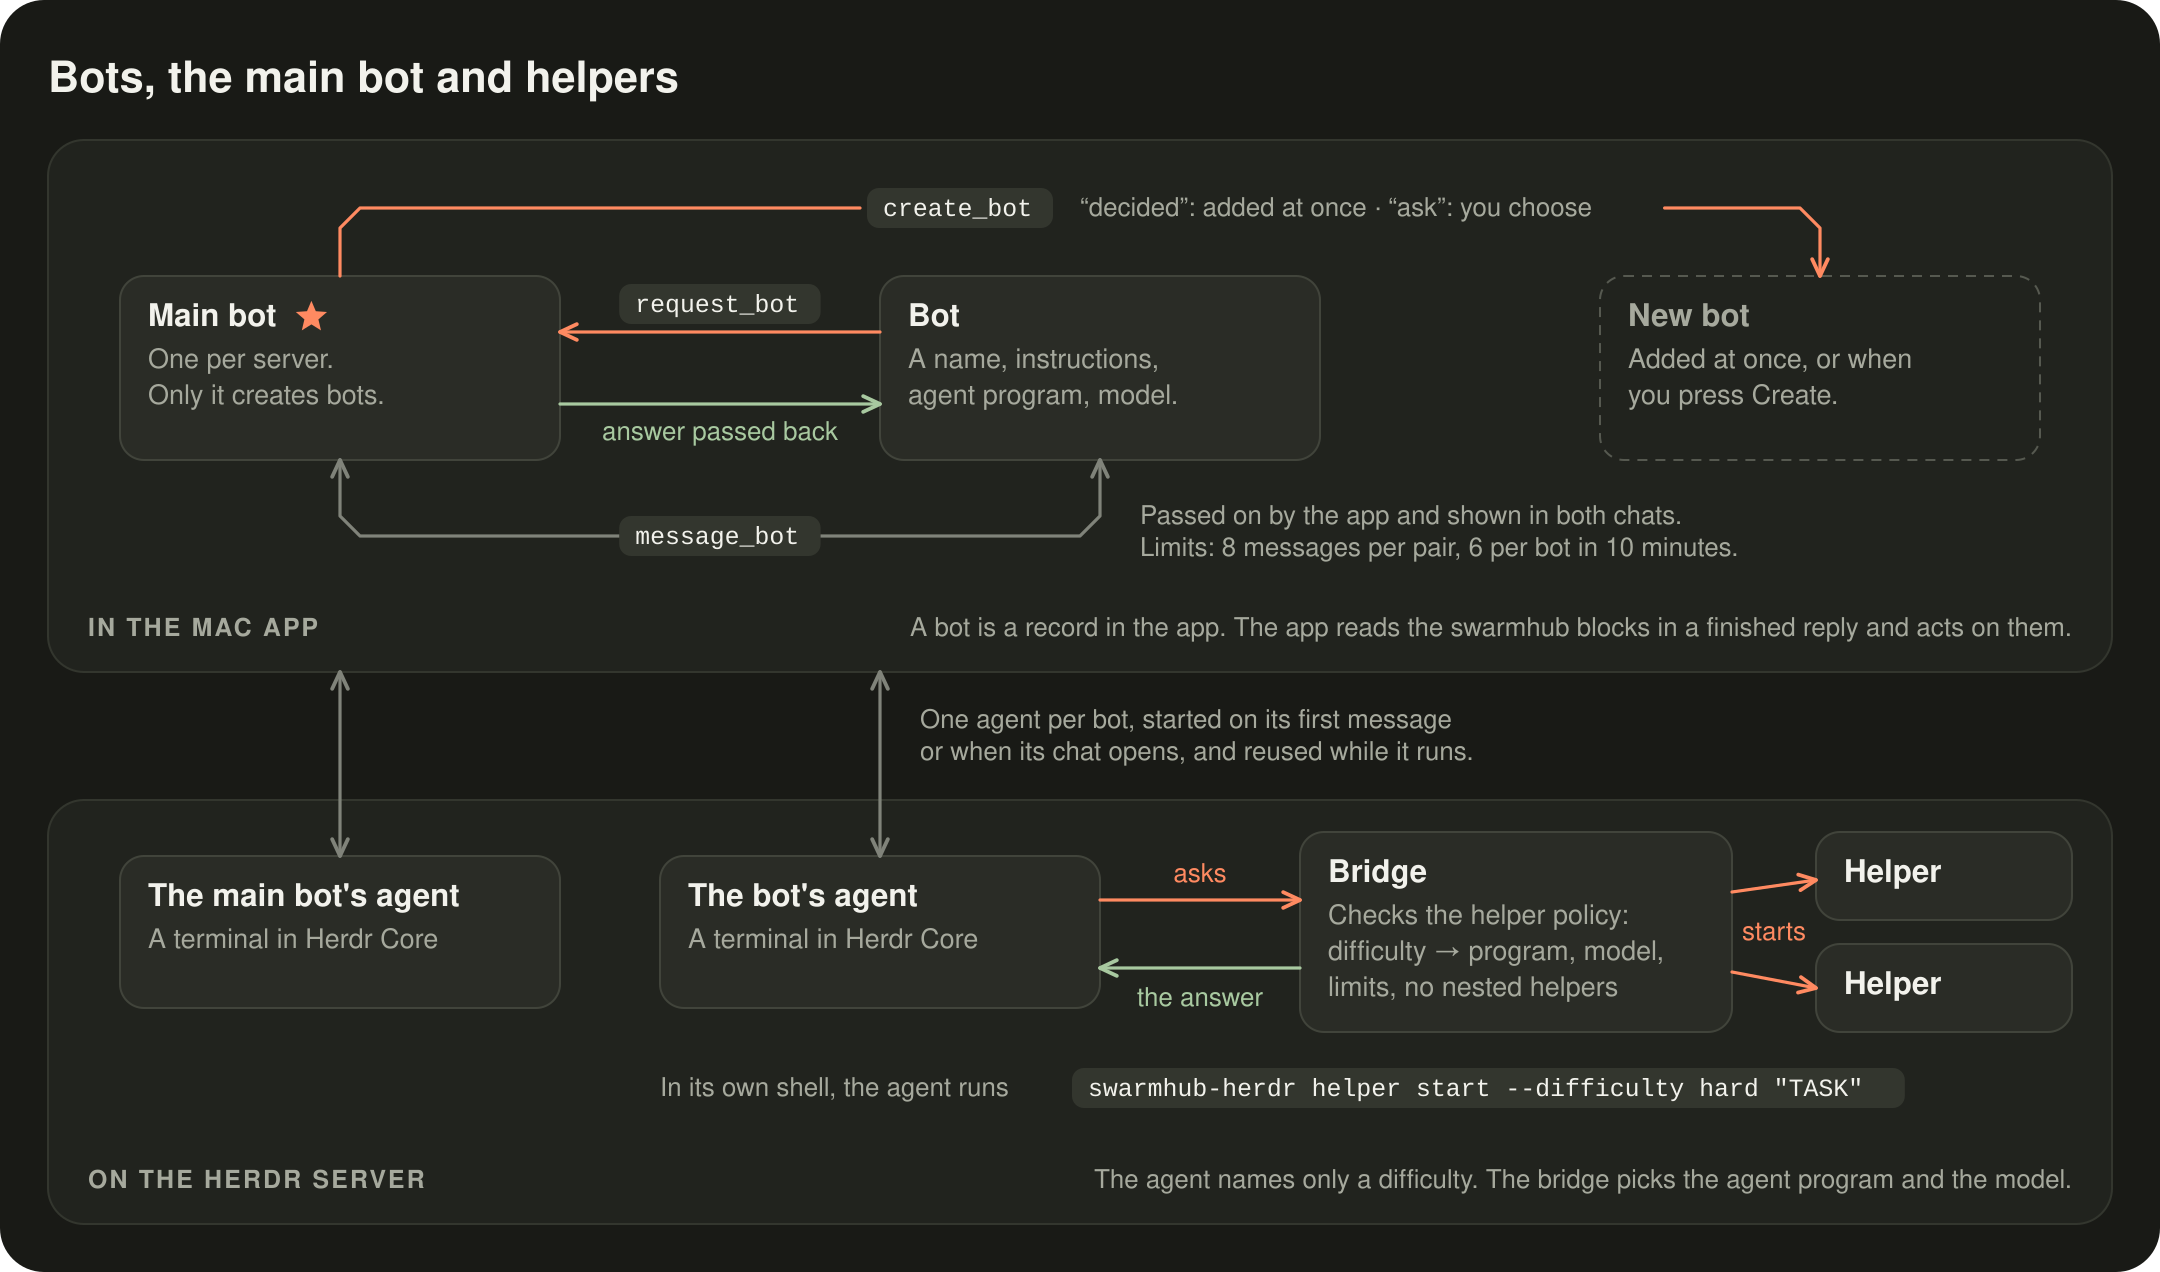 Bots, the main bot and helpers
create_bot “decided”: added at once · “ask”: you choose
Main bot
One per server.
Only it creates bots.
request_bot
answer passed back
Bot
A name, instructions,
agent program, model.
New bot
Added at once, or when
you press Create.
message_bot
Passed on by the app and shown in both chats.
Limits: 8 messages per pair, 6 per bot in 10 minutes.
IN THE MAC APP
A bot is a record in the app. The app reads the swarmhub blocks in a finished reply and acts on them.
One agent per bot, started on its first message
or when its chat opens, and reused while it runs.
The main bot's agent
A terminal in Herdr Core
The bot's agent
A terminal in Herdr Core
asks
the answer
Bridge
Checks the helper policy:
difficulty → program, model,
limits, no nested helpers
starts
Helper
Helper
In its own shell, the agent runs swarmhub-herdr helper start --difficulty hard "TASK"
ON THE HERDR SERVER
The agent names only a difficulty. The bridge picks the agent program and the model.